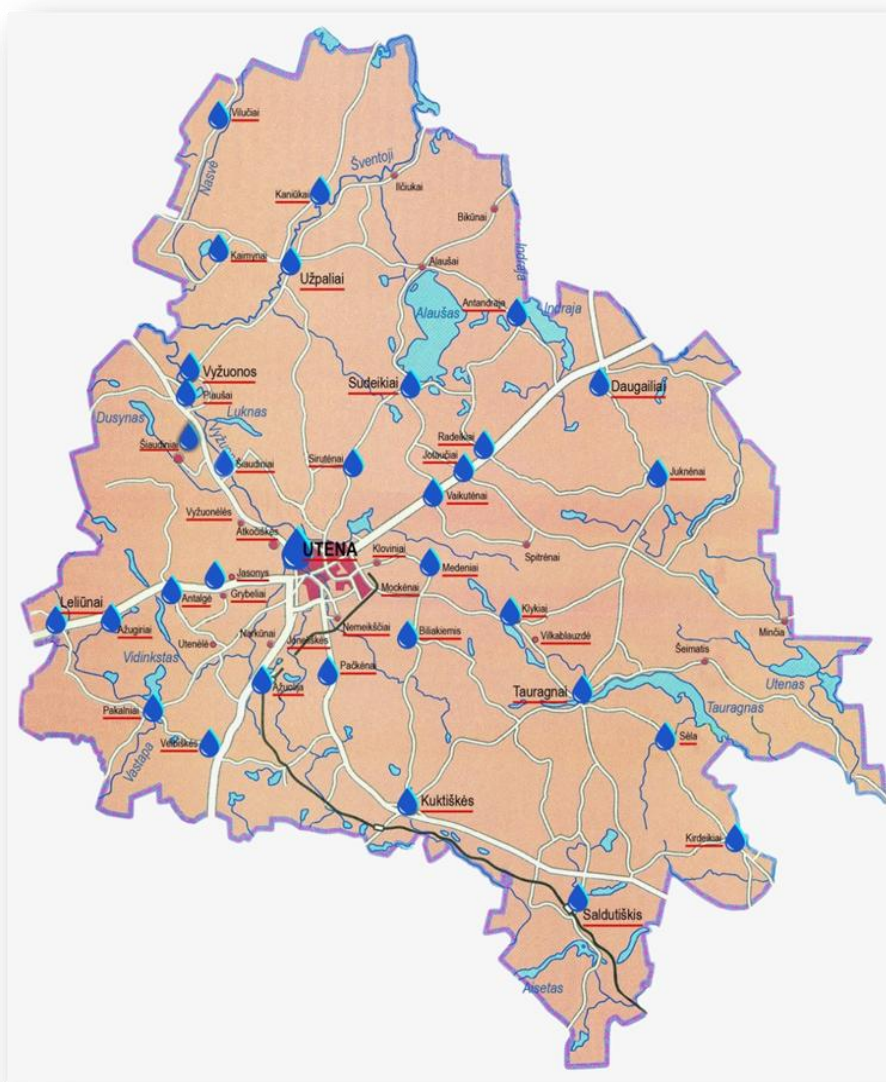 Vilučiai
Nasvė
Šventoji
Ilčiukai
Kaniūkai
Bikūnai
Kaimynai
Užpaliai
Alaušai
Indraja
Antandraja
Alaušas
Indraja
Vyžuonos
Sudeikiai
Daugailiai
Plaušai
Dusynas
Luknas
Šiaudiniai
Radeikiai
Šiaudiniai
Sirutėnai
Jotaučiai
Juknėnai
Vaikutėnai
Vyžuonėlės
Atkočiškės
UTENA
Kloviniai
Spitrėnai
Medeniai
Jasonys
Antalgė
Grybeliai
Mockėnai
Leliūnai
Klykiai
Ažugiriai
Nemeikščiai
Biliakiemis
Minčia
Utenėlė
Narkūnai
Joneliškės
Vilkablauzdė
Vidinkstas
Šeimatis
Pačkėnai
Utenas
Ažuolija
Tauragnai
Pakalniai
Tauragnas
Sėla
Vastapa
Kuktiškės
Kirdeikiai
Saldutiškis
Aisetas